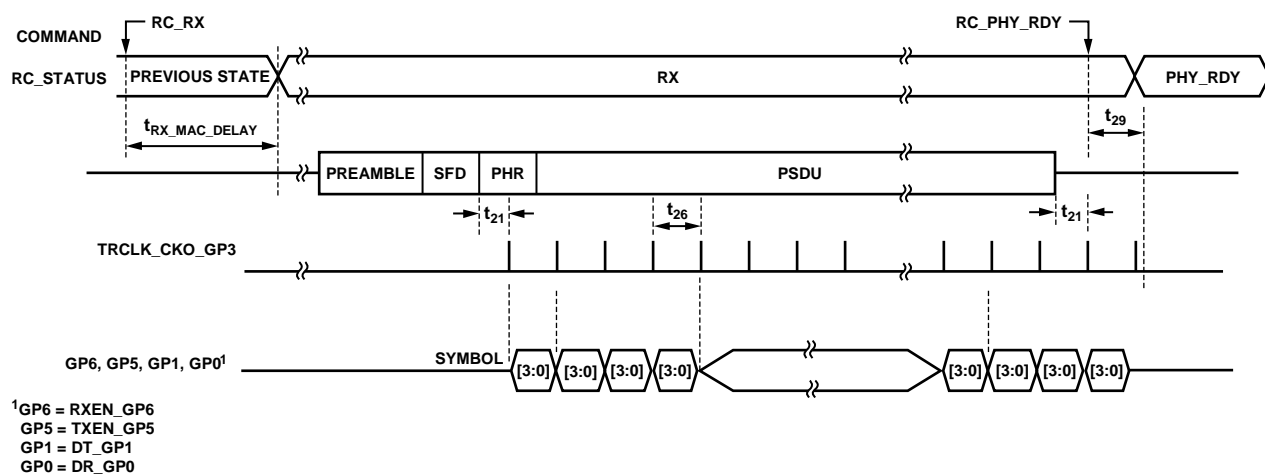 RC_RX
RC_PHY_RDY
COMMAND
RC_STATUS
PREVIOUS STATE
RX
PHY_RDY
tRX_MAC_DELAY
t29
PREAMBLE
SFD
PHR
PSDU
t21
t26
t21
TRCLK_CKO_GP3
SYMBOL
GP6, GP5, GP1, GP0¹
[3:0]
[3:0]
[3:0]
[3:0]
[3:0]
[3:0]
[3:0]
[3:0]
¹GP6 = RXEN_GP6
GP5 = TXEN_GP5
GP1 = DT_GP1
GP0 = DR_GP0